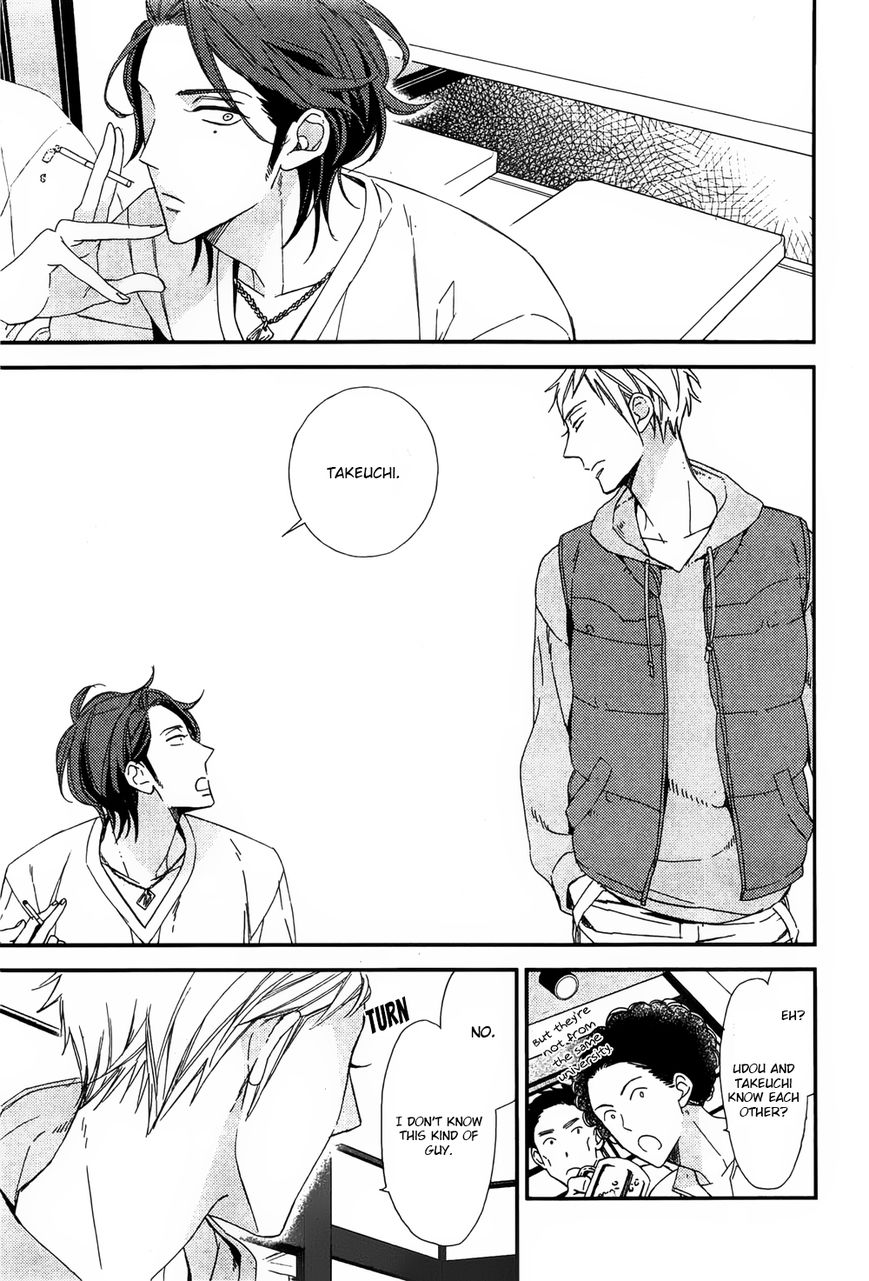 TAKEUCHI.
EH?
UDOU AND
TAKEUCHI
KNOW EACH
OTHER?
But they're
not from
the same
university.
TURN
NO.
I DON'T KNOW
THIS KIND OF
GUY.